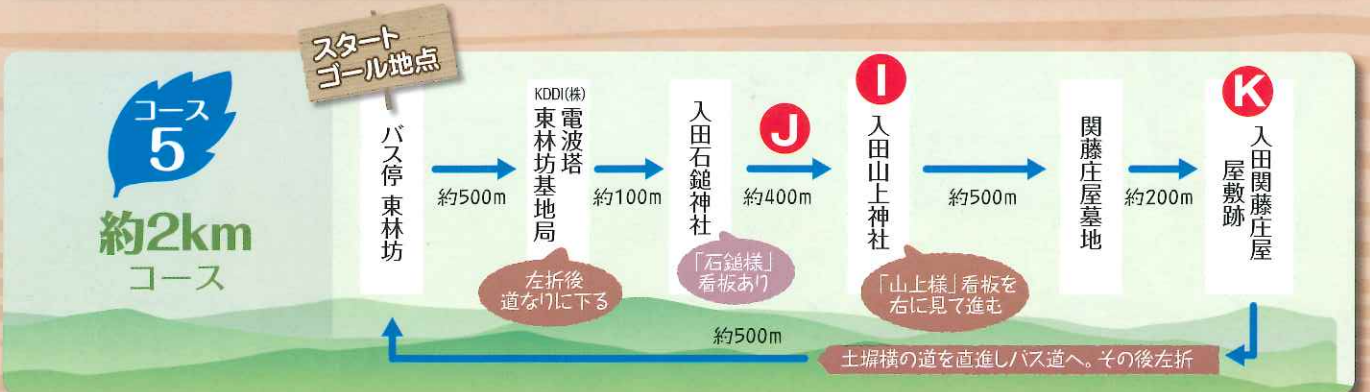 スタート
ゴール地点
コース
5
約2km
コース
バス停 東林坊
約500m
KDDI(株)
電波塔
東林坊基地局
左折後
道なりに下る
約100m
入田石鎚神社
「石鎚様」
看板あり
J
約400m
I
入田山上神社
「山上様」看板を
右に見て進む
約500m
関藤庄屋墓地
約200m
K
入田関藤庄屋
屋敷跡
土塀横の道を直進しバス道へ。その後左折
約500m